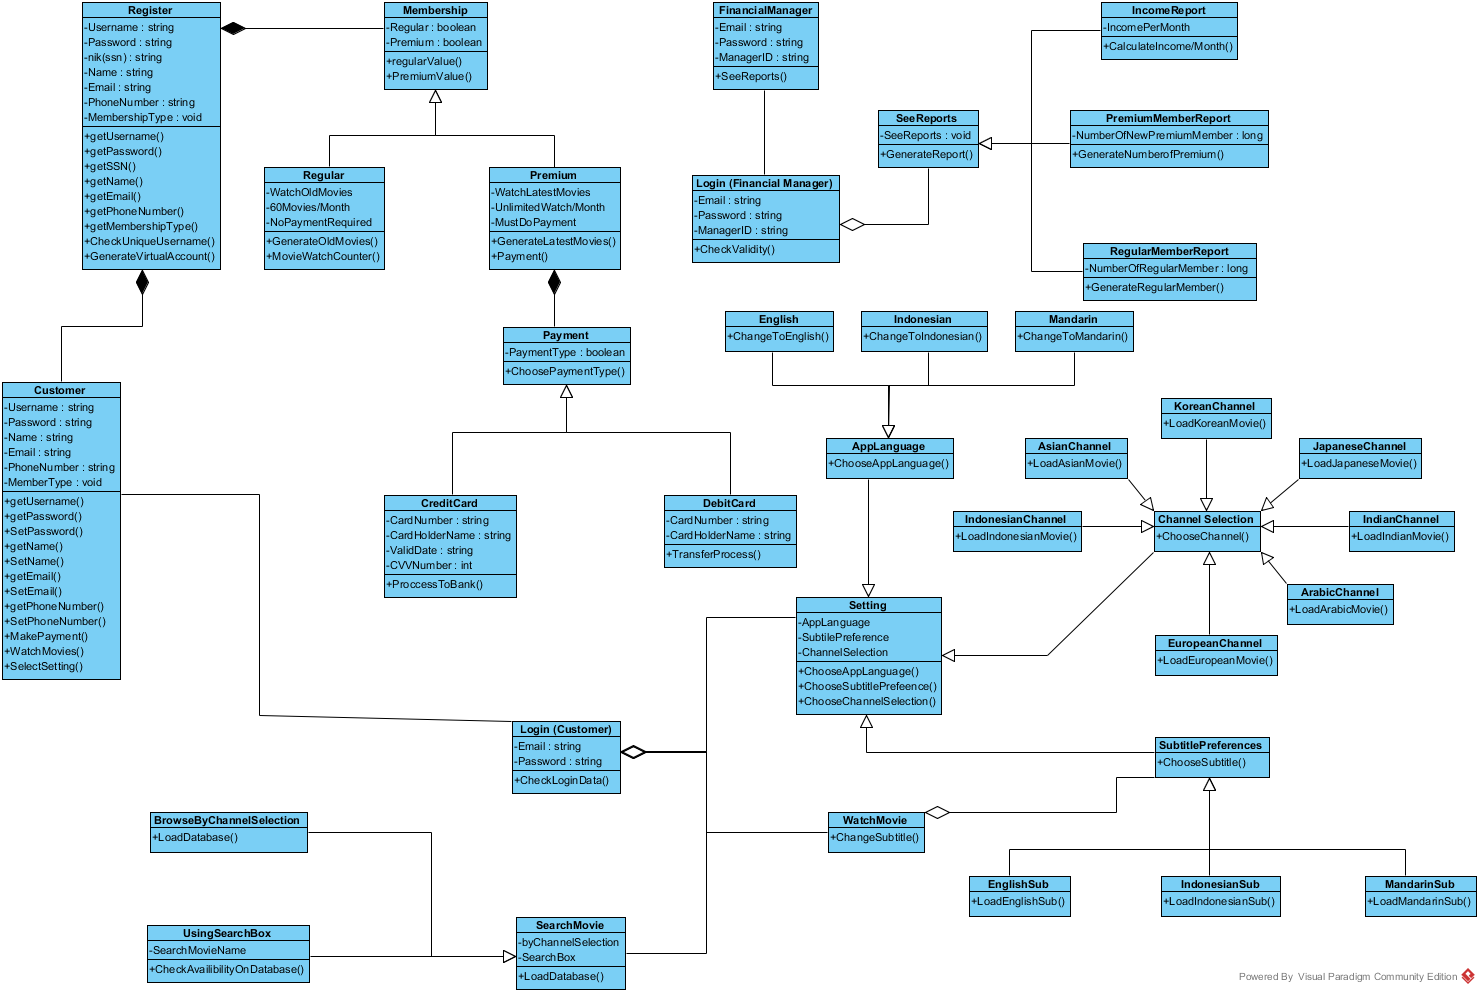 Register
-Username : string
-Password : string
-nik(ssn) : string
-Name : string
-Email : string
-PhoneNumber : string
-MembershipType : void
+getUsername()
+getPassword()
+getSSN()
+getName()
+getEmail()
+getPhoneNumber()
+getMembershipType()
+CheckUniqueUsername()
+GenerateVirtualAccount()
Membership
-Regular : boolean
-Premium : boolean
+regularValue()
+PremiumValue()
FinancialManager
-Email : string
-Password : string
-ManagerID : string
+SeeReports()
IncomeReport
-IncomePerMonth
+CalculateIncome/Month()
SeeReports
-SeeReports : void
+GenerateReport()
PremiumMemberReport
-NumberOfNewPremiumMember : long
+GenerateNumberofPremium()
Regular
-WatchOldMovies
-60Movies/Month
-NoPaymentRequired
+GenerateOldMovies()
+MovieWatchCounter()
Premium
-WatchLatestMovies
-UnlimitedWatch/Month
-MustDoPayment
+GenerateLatestMovies()
+Payment()
Login (Financial Manager)
-Email : string
-Password : string
-ManagerID : string
+CheckValidity()
RegularMemberReport
-NumberOfRegularMember : long
+GenerateRegularMember()
English
+ChangeToEnglish()
Indonesian
+ChangeToIndonesian()
Mandarin
+ChangeToMandarin()
Payment
-PaymentType : boolean
+ChoosePaymentType()
Customer
-Username : string
-Password : string
-Name : string
-Email : string
-PhoneNumber : string
-MemberType : void
+getUsername()
+getPassword()
+SetPassword()
+getName()
+SetName()
+getEmail()
+SetEmail()
+getPhoneNumber()
+SetPhoneNumber()
+MakePayment()
+WatchMovies()
+SelectSetting()
KoreanChannel
+LoadKoreanMovie()
AppLanguage
+ChooseAppLanguage()
AsianChannel
+LoadAsianMovie()
JapaneseChannel
+LoadJapaneseMovie()
CreditCard
-CardNumber : string
-CardHolderName : string
-ValidDate : string
-CVVNumber : int
+ProccessToBank()
DebitCard
-CardNumber : string
-CardHolderName : string
+TransferProcess()
IndonesianChannel
+LoadIndonesianMovie()
Channel Selection
+ChooseChannel()
IndianChannel
+LoadIndianMovie()
ArabicChannel
+LoadArabicMovie()
Setting
-AppLanguage
-SubtilePreference
-ChannelSelection
+ChooseAppLanguage()
+ChooseSubtitlePrefeence()
+ChooseChannelSelection()
EuropeanChannel
+LoadEuropeanMovie()
Login (Customer)
-Email : string
-Password : string
+CheckLoginData()
SubtitlePreferences
+ChooseSubtitle()
BrowseByChannelSelection
+LoadDatabase()
WatchMovie
+ChangeSubtitle()
EnglishSub
+LoadEnglishSub()
IndonesianSub
+LoadIndonesianSub()
MandarinSub
+LoadMandarinSub()
UsingSearchBox
-SearchMovieName
+CheckAvailibilityOnDatabase()
SearchMovie
-byChannelSelection
-SearchBox
+LoadDatabase()
Powered By Visual Paradigm Community Edition